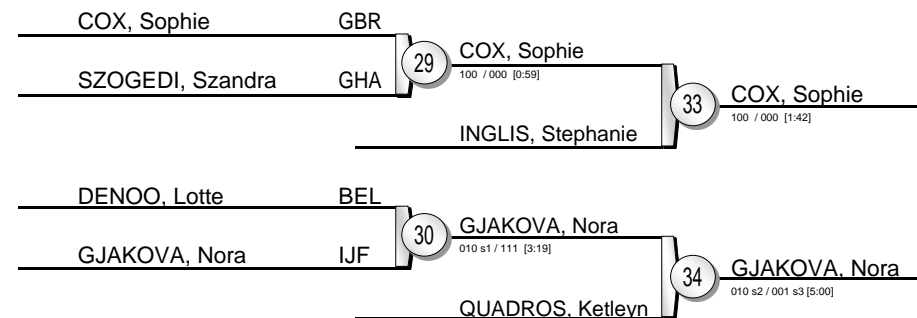 COX, Sophie GBR
29
COX, Sophie
100 / 000 [0:59]
SZOGEDI, Szandra GHA
33
COX, Sophie
100 / 000 [1:42]
INGLIS, Stephanie
DENOO, Lotte BEL
30
GJAKOVA, Nora
010 s1 / 111 [3:19]
GJAKOVA, Nora IJF
34
GJAKOVA, Nora
010 s2 / 001 s3 [5:00]
QUADROS, Ketleyn